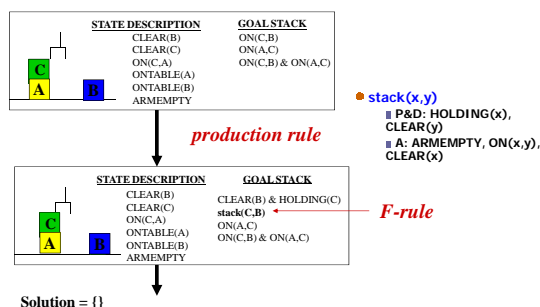 STATE DESCRIPTION GOAL STACK
CLEAR(B) ON(C,B)
CLEAR(C) ON(A,C)
ON(C,A) ON(C,B) & ON(A,C)
ONTABLE(A)
ONTABLE(B)
ARMEMPTY
C
A B
stack(x,y)
P&D: HOLDING(x),
CLEAR(y)
A: ARMEMPTY, ON(x,y),
CLEAR(x)
production rule
STATE DESCRIPTION GOAL STACK
CLEAR(B) CLEAR(B) & HOLDING(C)
CLEAR(C) stack(C,B)
ON(C,A) ON(A,C)
ONTABLE(A) ON(C,B) & ON(A,C)
ONTABLE(B)
ARMEMPTY
C
A B
F-rule
Solution = {}